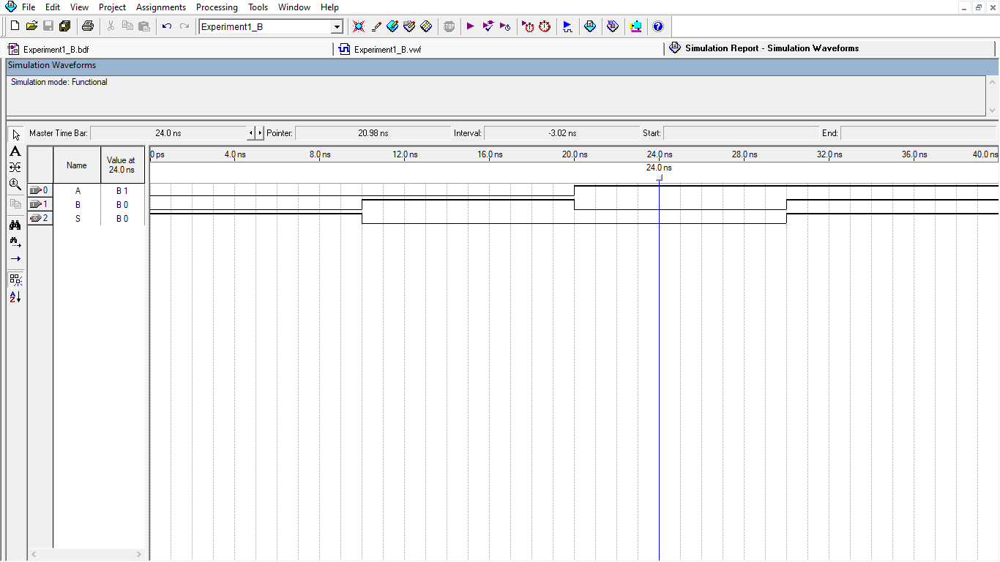 File Edit View Project Assignments Processing Tools Window Help
Experiment1_B STOP
Experiment1_B.bdf Experiment1_B.vwf Simulation Report - Simulation Waveforms
Simulation Waveforms
Simulation mode: Functional
Master Time Bar: 24.0 ns Pointer: 20.98 ns Interval: -3.02 ns Start: End:
0 ps 4.0 ns 8.0 ns 12.0 ns 16.0 ns 20.0 ns 24.0 ns 28.0 ns 32.0 ns 36.0 ns 40.0 ns
Name Value at
24.0 ns
24.0 ns
0 A B 1
1 B B 0
2 S B 0